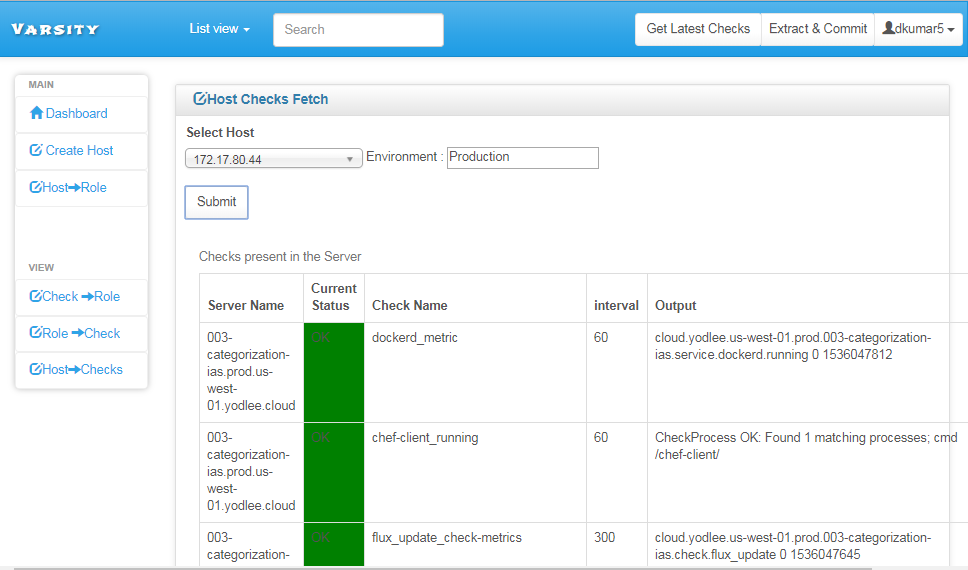 VARSITY
List view
Search
Get Latest Checks
Extract & Commit
dkumar5
MAIN
Dashboard
Create Host
Host➔Role
VIEW
Check ➔Role
Role ➔Check
Host➔Checks
Host Checks Fetch
Select Host
172.17.80.44
Environment : Production
Submit
Checks present in the Server
Server Name
Current
Status
Check Name
interval
Output
003-
categorization-
ias.prod.us-
west-
01.yodlee.cloud
OK
dockerd_metric
60
cloud.yodlee.us-west-01.prod.003-categorization-
ias.service.dockerd.running 0 1536047812
003-
categorization-
ias.prod.us-
west-
01.yodlee.cloud
OK
chef-client_running
60
CheckProcess OK: Found 1 matching processes; cmd
/chef-client/
003-
categorization-
OK
flux_update_check-metrics
300
cloud.yodlee.us-west-01.prod.003-categorization-
ias.check.flux_update 0 1536047645